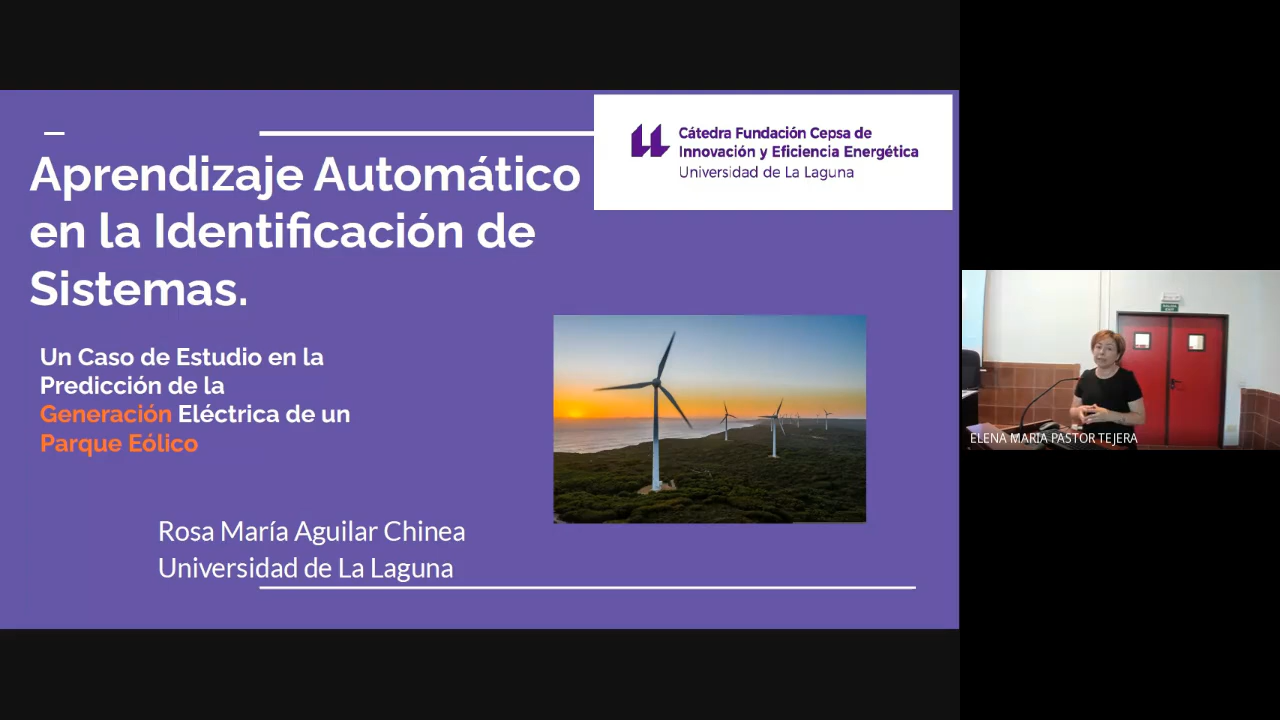 Cátedra Fundación Cepsa de
Innovación y Eficiencia Energética
Universidad de La Laguna
Aprendizaje Automático
en la Identificación de
Sistemas.
Un Caso de Estudio en la
Predicción de la
Generación Eléctrica de un
Parque Eólico
Rosa María Aguilar Chinea
Universidad de La Laguna
ELENA MARIA PASTOR TEJERA